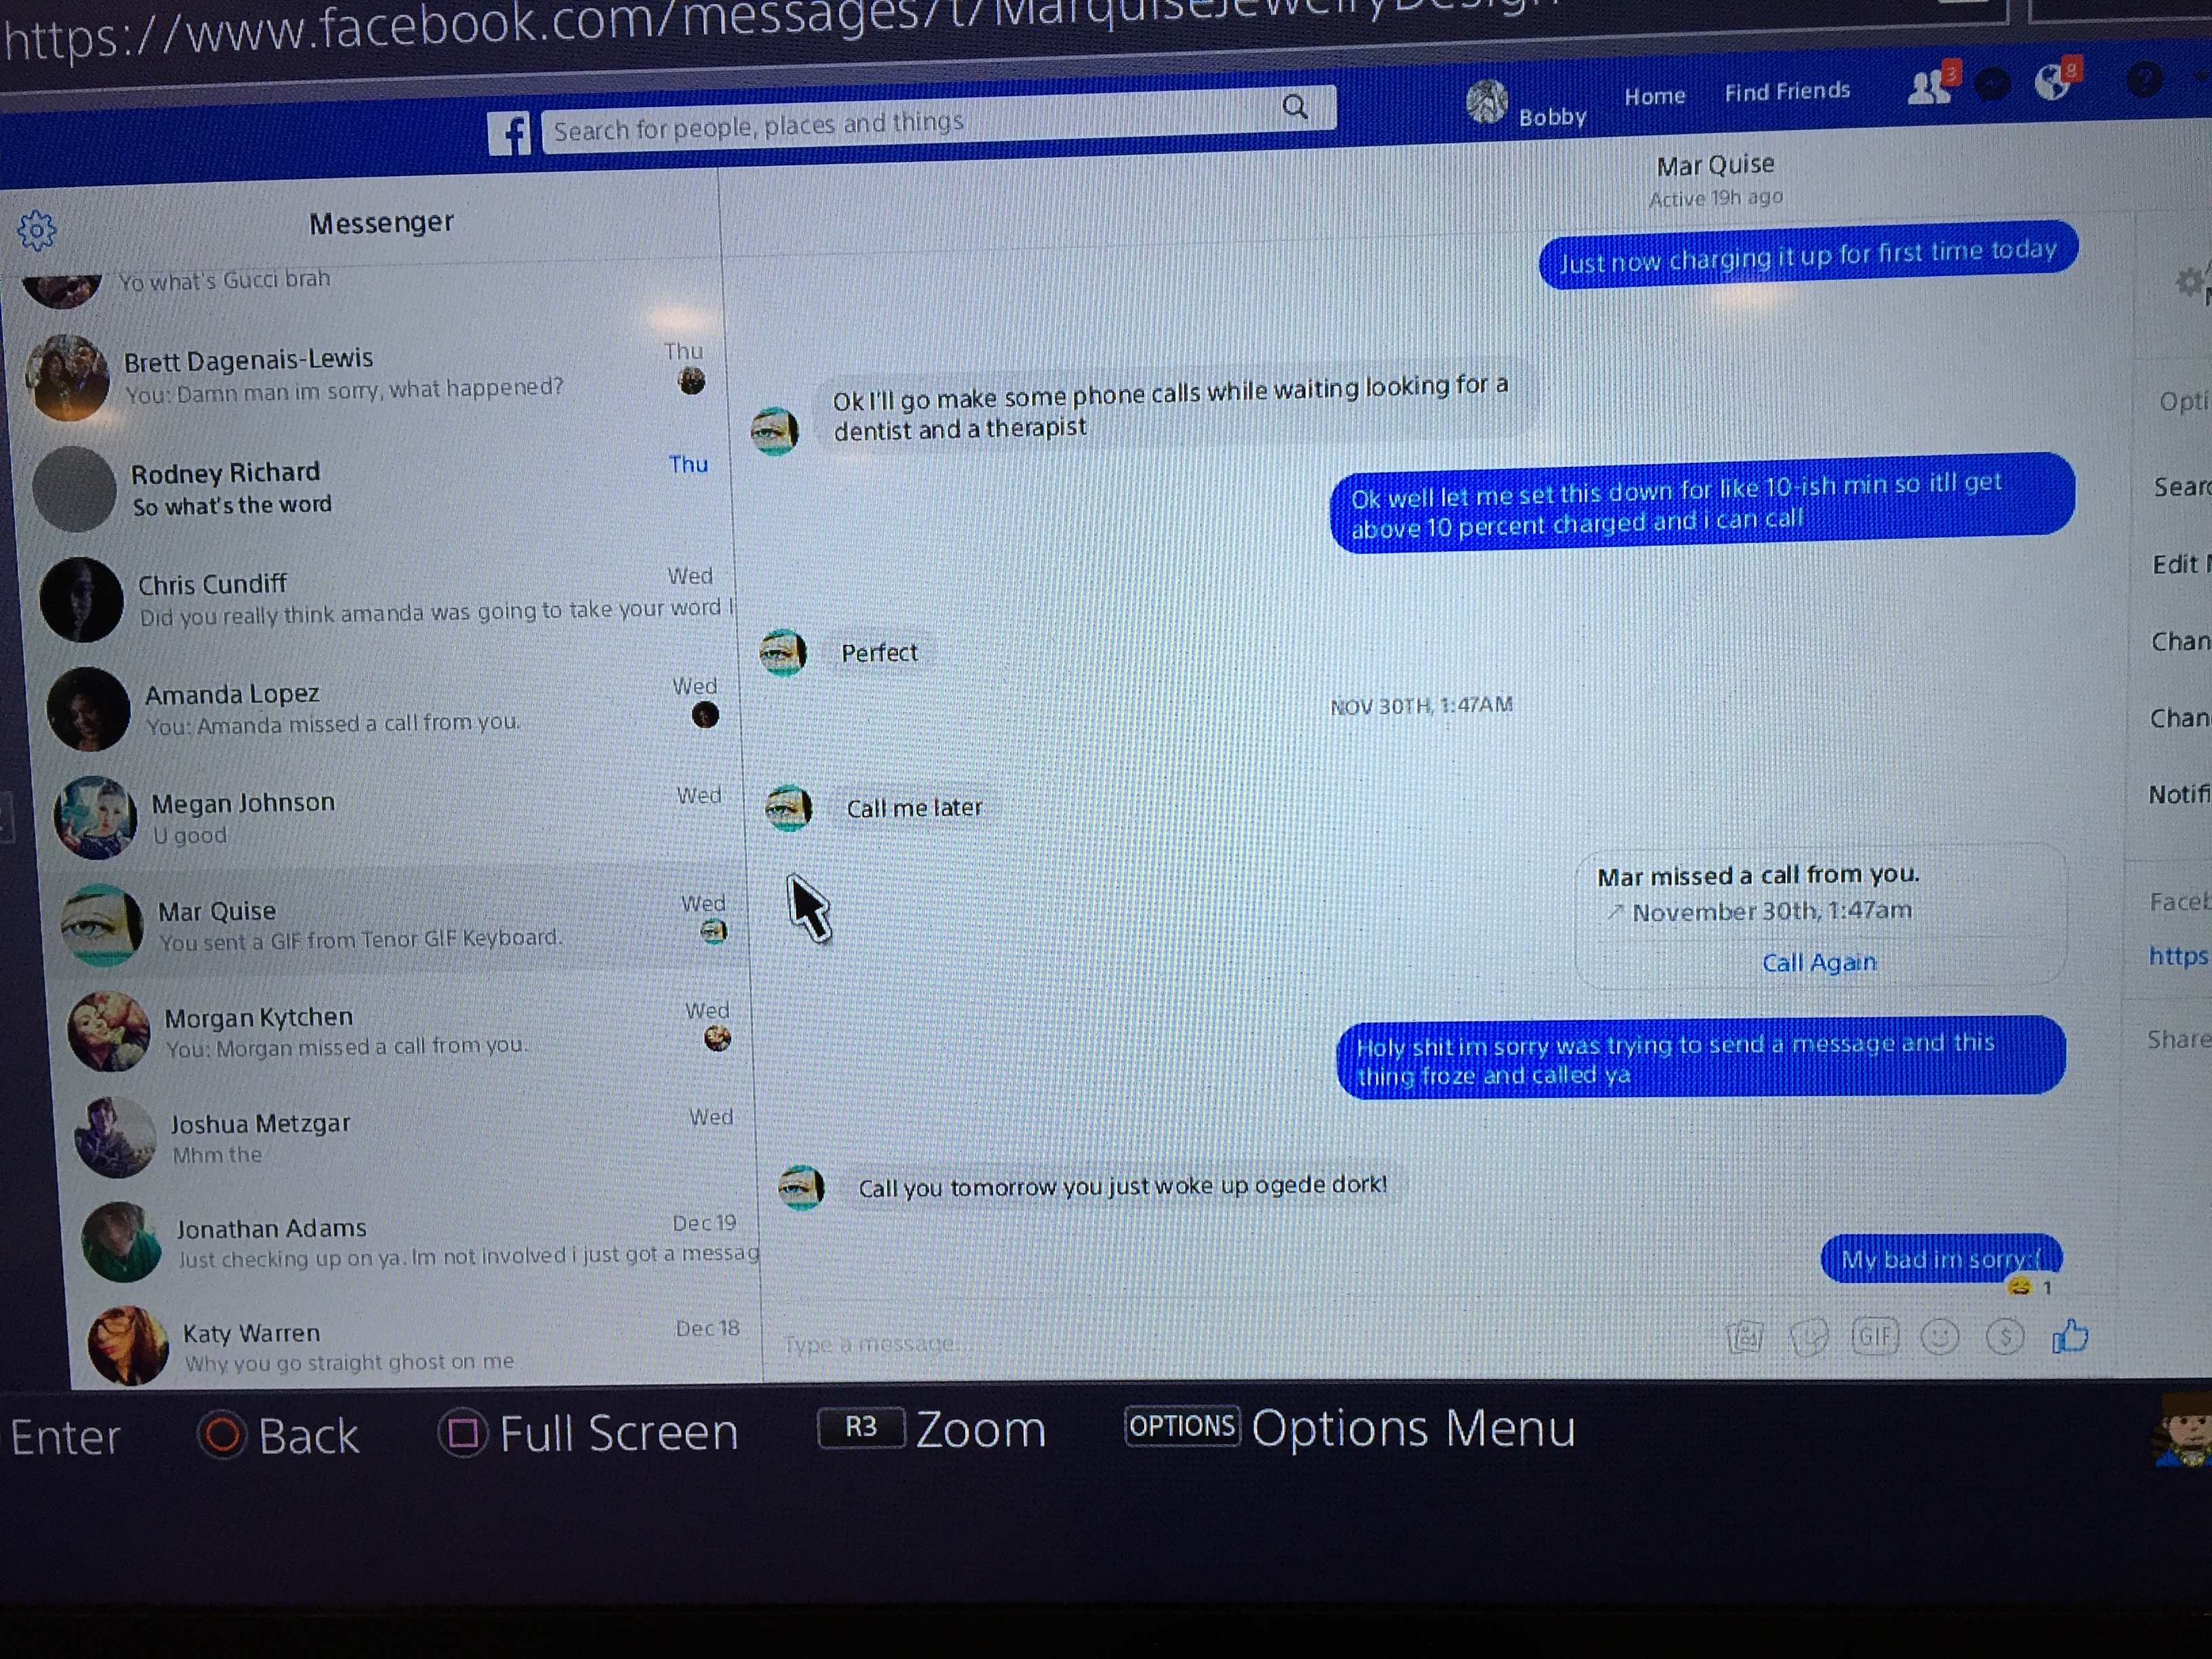 https://www.facebook.com/messages/t/MarquiseJewelryDesign
f
Search for people, places and things
Bobby
Home
Find Friends
3
8
?
Messenger
Yo what's Gucci brah
Brett Dagenais-Lewis
Thu
You: Damn man im sorry, what happened?
Rodney Richard
Thu
So what's the word
Chris Cundiff
Wed
Did you really think amanda was going to take your word
Amanda Lopez
Wed
You: Amanda missed a call from you.
Megan Johnson
Wed
U good
Mar Quise
Wed
You sent a GIF from Tenor GIF Keyboard.
Morgan Kytchen
Wed
You: Morgan missed a call from you.
Joshua Metzgar
Wed
Mhm the
Jonathan Adams
Dec 19
Just checking up on ya. Im not involved i just got a messag
Katy Warren
Dec 18
Why you go straight ghost on me
Mar Quise
Active 19h ago
Just now charging it up for first time today
Ok I'll go make some phone calls while waiting looking for a
dentist and a therapist
Ok well let me set this down for like 10-ish min so itll get
above 10 percent charged and i can call
Perfect
NOV 30TH, 1:47AM
Call me later
Mar missed a call from you.
November 30th, 1:47am
Call Again
Holy shit im sorry was trying to send a message and this
thing froze and called ya
Call you tomorrow you just woke up ogede dork!
My bad im sorry:(
1
Type a message...
GIF
$
Opti
Sear
Edit
Chan
Chan
Notifi
Faceb
https
Share
Enter
Back
Full Screen
R3 Zoom
OPTIONS Options Menu